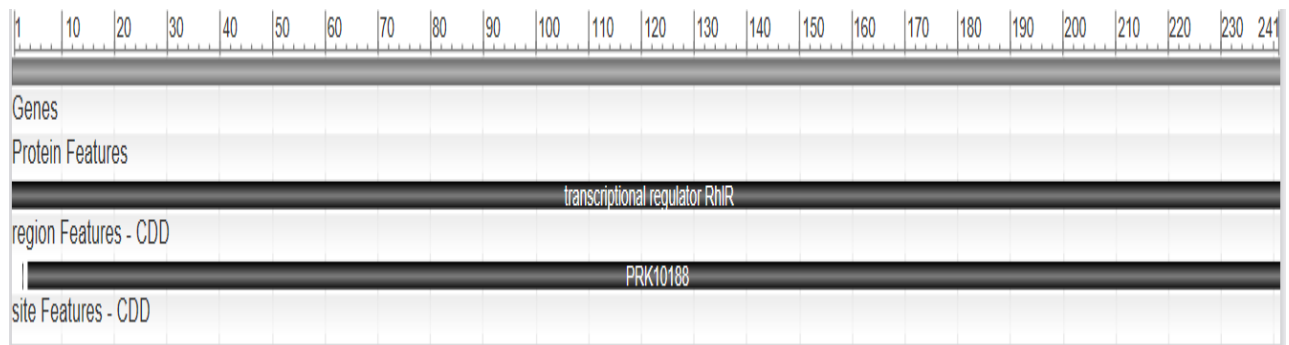 1 10 20 30 40 50 60 70 80 90 100 110 120 130 140 150 160 170 180 190 200 210 220 230 241
Genes
Protein Features
transcriptional regulator RhlR
region Features - CDD
PRK10188
site Features - CDD